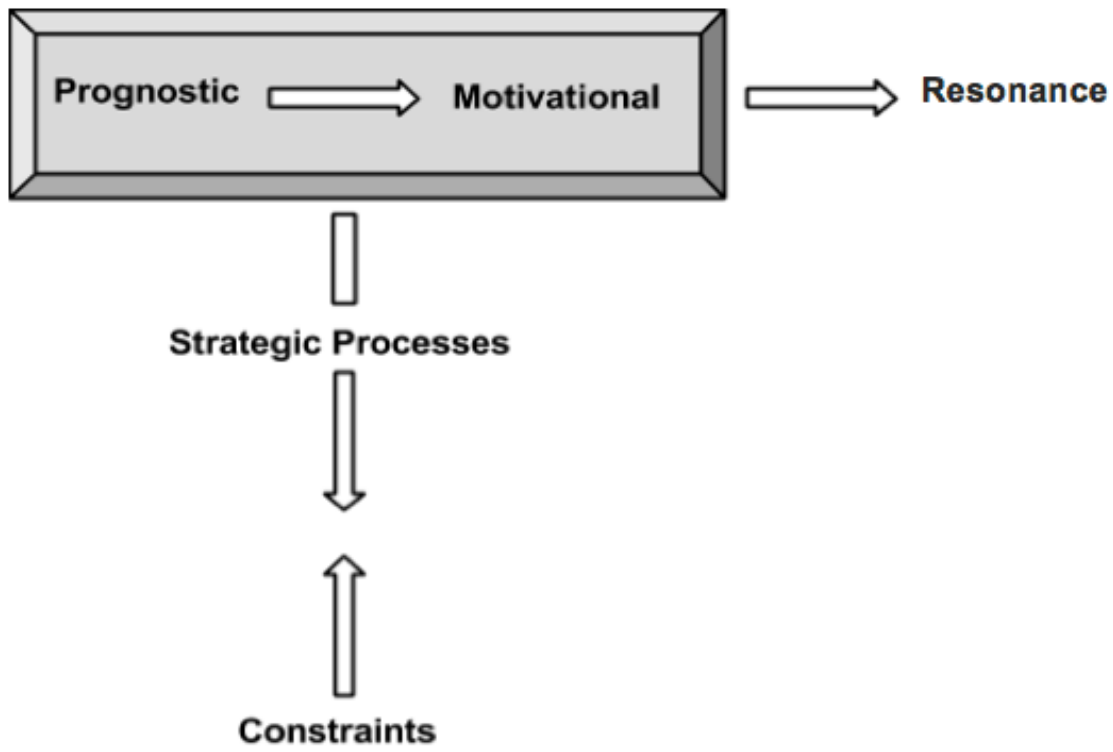 Prognostic
Motivational
Resonance
Strategic Processes
Constraints